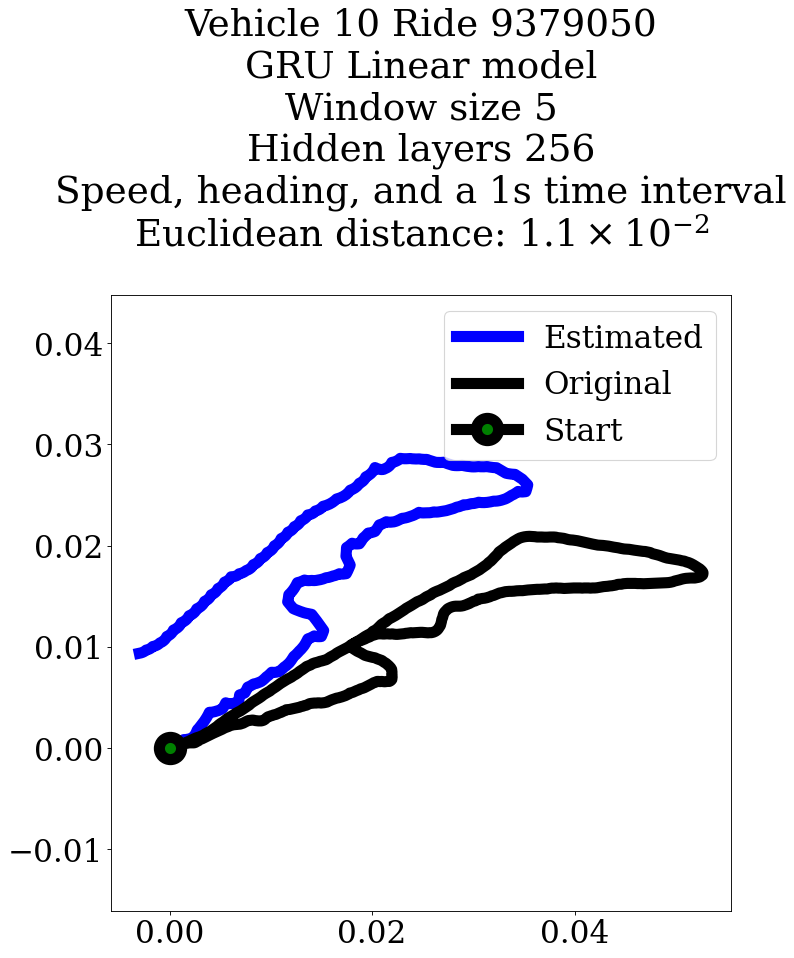 Vehicle 10 Ride 9379050
GRU Linear model
Window size 5
Hidden layers 256
Speed, heading, and a 1s time interval
Euclidean distance: 1.1 × 10⁻²
Estimated
Original
Start
0.04
0.03
0.02
0.01
0.00
−0.01
0.00 0.02 0.04